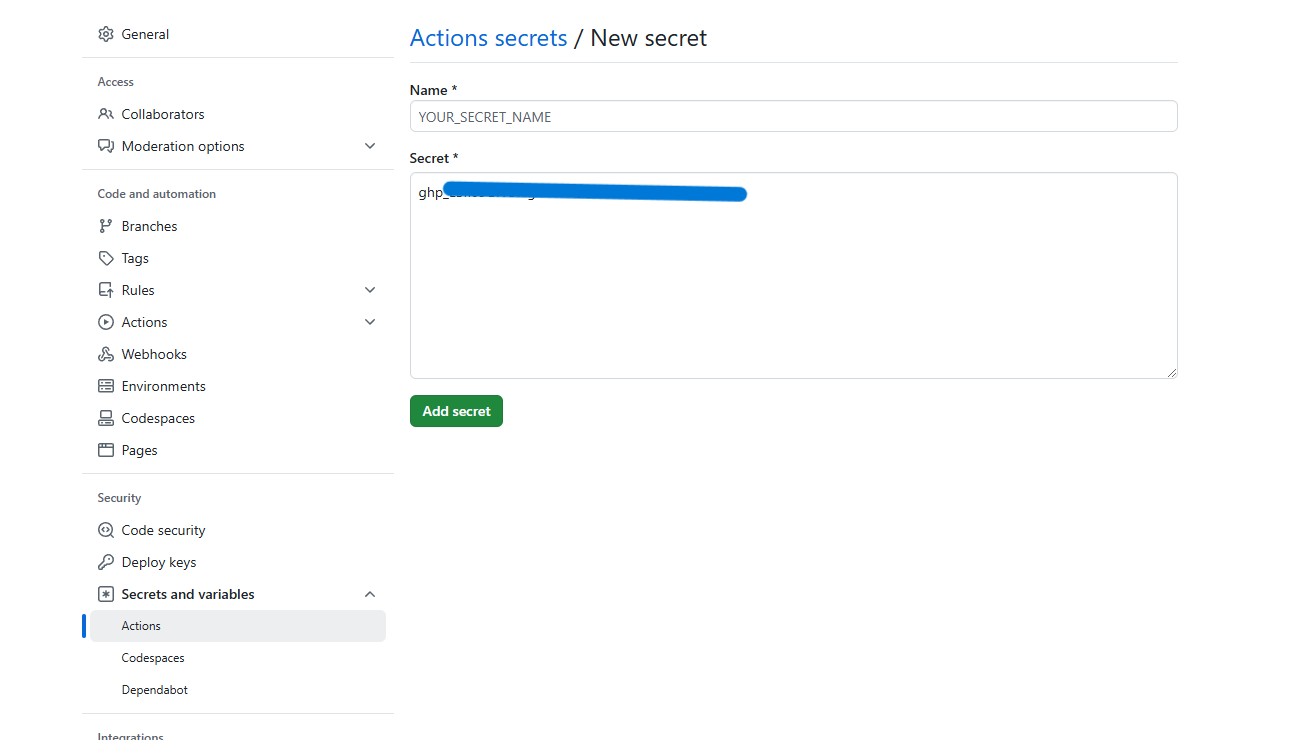 General
Access
Collaborators
Moderation options
Code and automation
Branches
Tags
Rules
Actions
Webhooks
Environments
Codespaces
Pages
Security
Code security
Deploy keys
Secrets and variables
Actions
Codespaces
Dependabot
Integrations
Actions secrets / New secret
Name *
YOUR_SECRET_NAME
Secret *
ghp_
Add secret